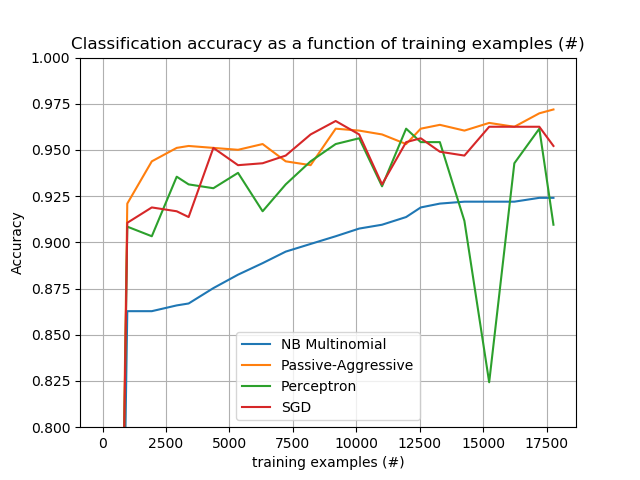 Classification accuracy as a function of training examples (#)
1.000
0.975
0.950
0.925
0.900
0.875
0.850
0.825
0.800
Accuracy
NB Multinomial
Passive-Aggressive
Perceptron
SGD
0 2500 5000 7500 10000 12500 15000 17500
training examples (#)